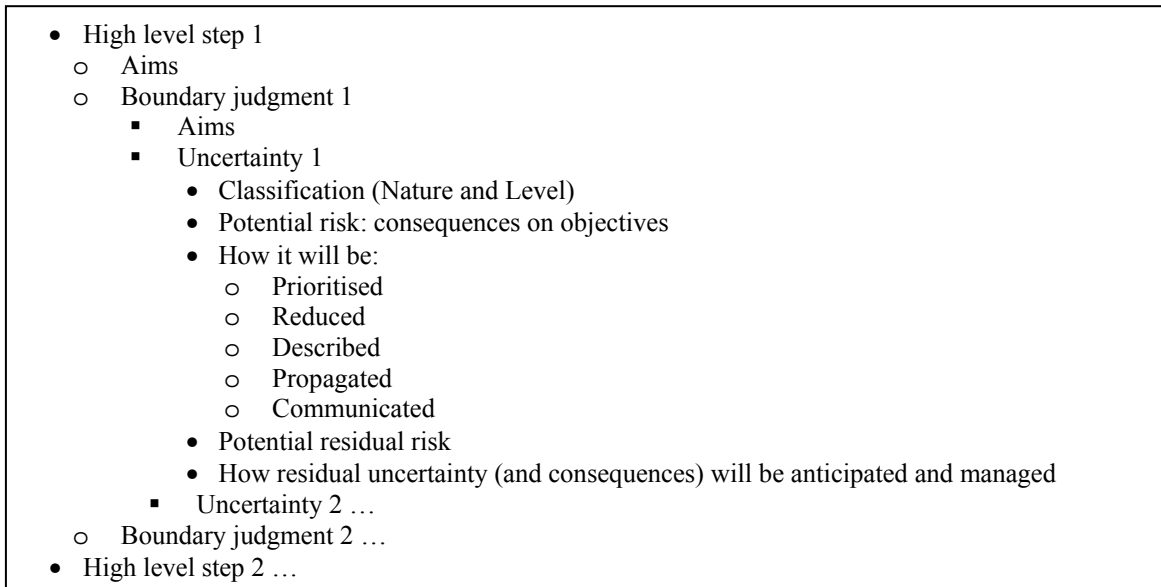 • High level step 1
o Aims
o Boundary judgment 1
▪ Aims
▪ Uncertainty 1
• Classification (Nature and Level)
• Potential risk: consequences on objectives
• How it will be:
o Prioritised
o Reduced
o Described
o Propagated
o Communicated
• Potential residual risk
• How residual uncertainty (and consequences) will be anticipated and managed
▪ Uncertainty 2 …
o Boundary judgment 2 …
• High level step 2 …